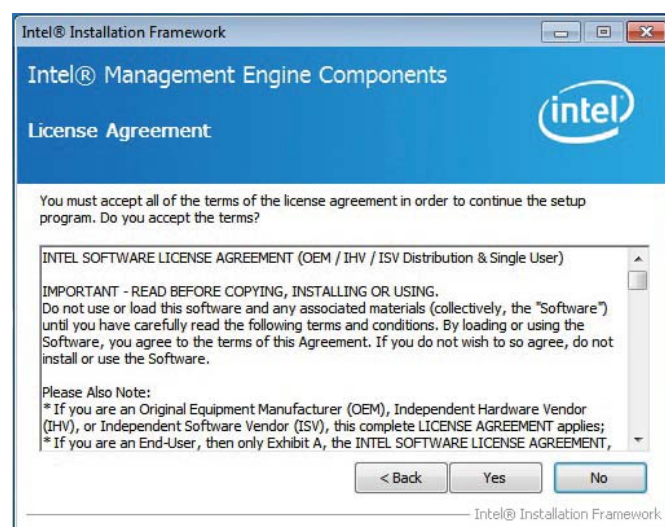 Intel® Installation Framework
Intel® Management Engine Components
License Agreement
intel
You must accept all of the terms of the license agreement in order to continue the setup
program. Do you accept the terms?
INTEL SOFTWARE LICENSE AGREEMENT (OEM / IHV / ISV Distribution & Single User)
IMPORTANT - READ BEFORE COPYING, INSTALLING OR USING.
Do not use or load this software and any associated materials (collectively, the "Software")
until you have carefully read the following terms and conditions. By loading or using the
Software, you agree to the terms of this Agreement. If you do not wish to so agree, do not
install or use the Software.
Please Also Note:
* If you are an Original Equipment Manufacturer (OEM), Independent Hardware Vendor
(IHV), or Independent Software Vendor (ISV), this complete LICENSE AGREEMENT applies;
* If you are an End-User, then only Exhibit A, the INTEL SOFTWARE LICENSE AGREEMENT,
< Back Yes No
Intel® Installation Framework